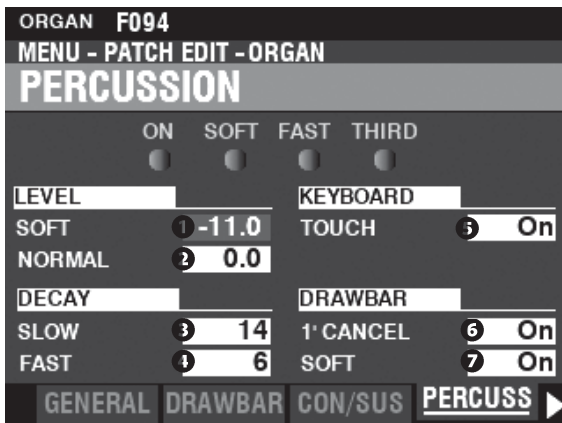 ORGAN F094
MENU - PATCH EDIT - ORGAN
PERCUSSION
ON SOFT FAST THIRD
LEVEL KEYBOARD
SOFT 1 -11.0 TOUCH 5 On
NORMAL 2 0.0
DECAY DRAWBAR
SLOW 3 14 1' CANCEL 6 On
FAST 4 6 SOFT 7 On
GENERAL DRAWBAR CON/SUS PERCUSS